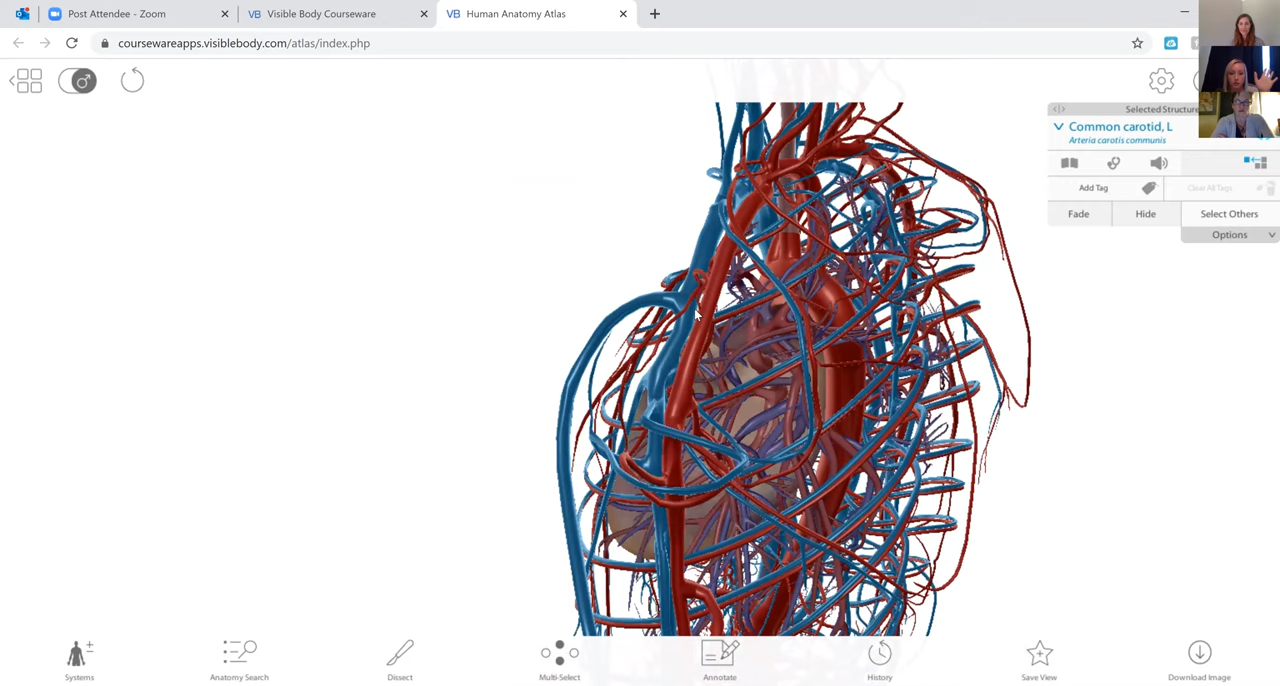 Post Attendee - Zoom
VB Visible Body Courseware
VB Human Anatomy Atlas
coursewareapps.visiblebody.com/atlas/index.php
Selected Structure
Common carotid, L
Arteria carotis communis
Add Tag
Clear All Tags
Fade
Hide
Select Others
Options
Systems
Anatomy Search
Dissect
Multi-Select
Annotate
History
Save View
Download Image